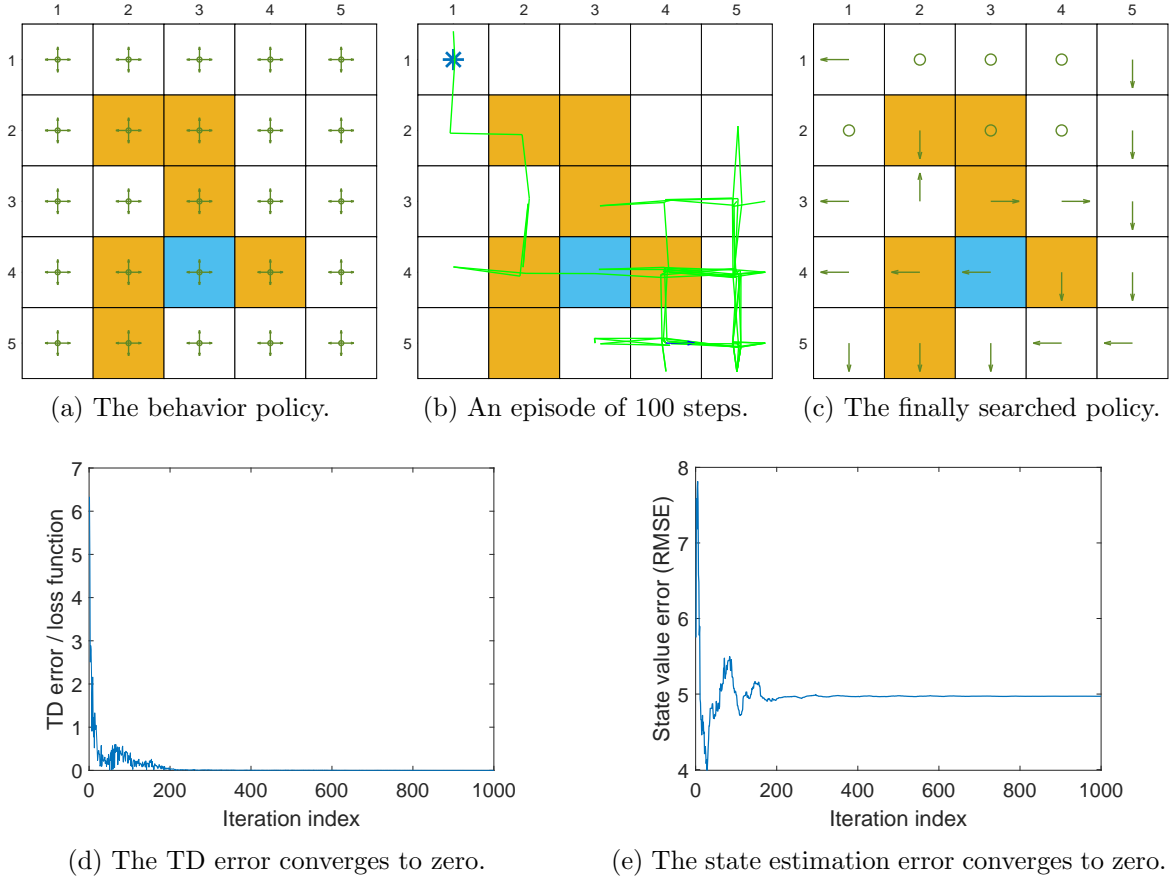 1 2 3 4 5
1
2
3
4
5
(a) The behavior policy.
1 2 3 4 5
1
2
3
4
5
(b) An episode of 100 steps.
1 2 3 4 5
1
2
3
4
5
(c) The finally searched policy.
TD error / loss function
7
6
5
4
3
2
1
0
0 200 400 600 800 1000
Iteration index
(d) The TD error converges to zero.
State value error (RMSE)
8
7
6
5
4
0 200 400 600 800 1000
Iteration index
(e) The state estimation error converges to zero.